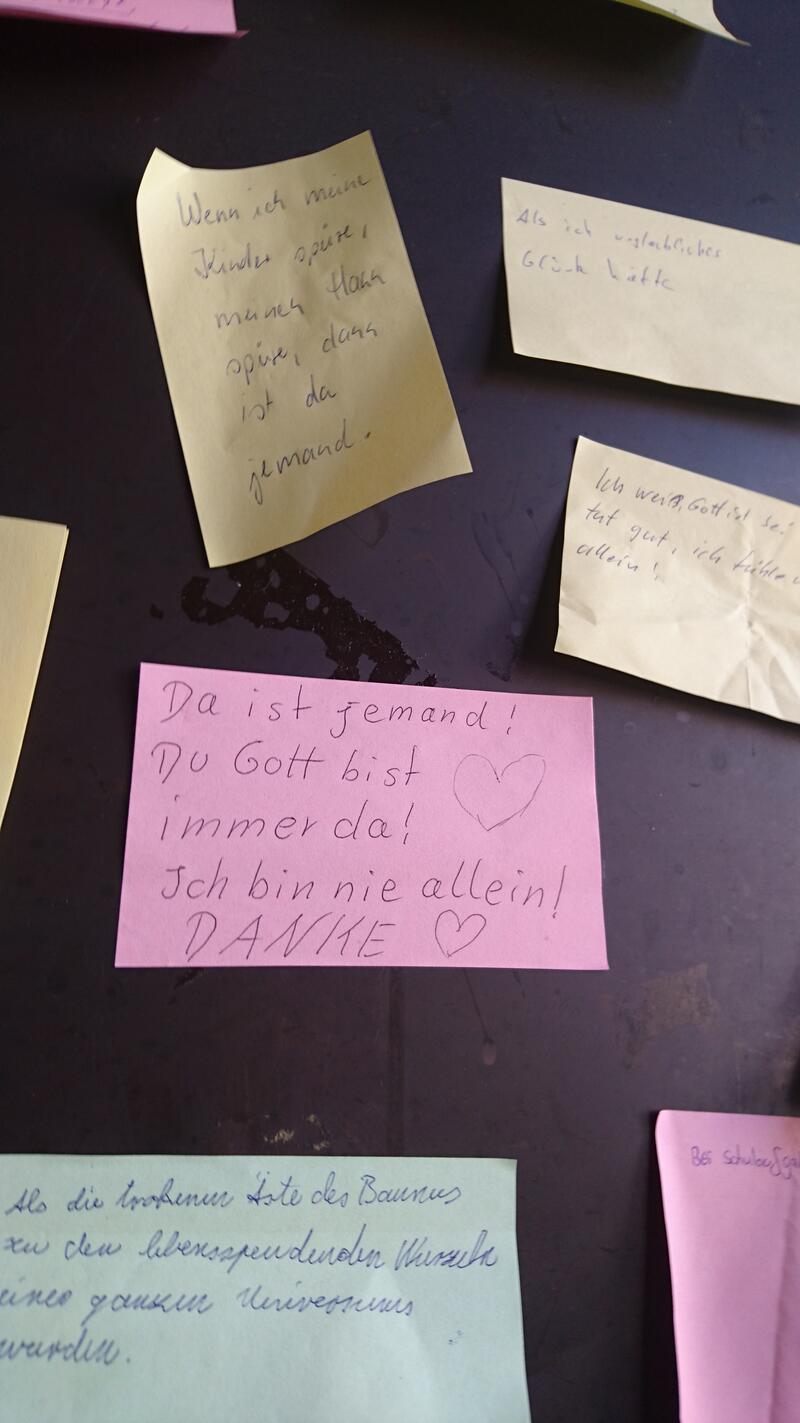 Wenn ich meine
Kinder spüre,
meinen Mann
spüre, dann
ist da
jemand.
Als ich unglaubliches
Glück hatte
Ich weiß, Gott ist
tut gut, ich fühle
allein!
Da ist jemand!
Du Gott bist
immer da!
Ich bin nie allein!
DANKE
Als die trockenen Äste des Baumes
zu den lebensspendenden Wurzeln
eines ganzen Universums
wurden.
Bei